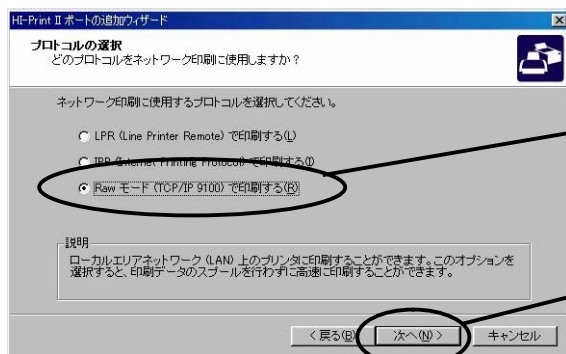 HI-Print II ポートの追加ウィザード
プロトコルの選択
どのプロトコルをネットワーク印刷に使用しますか？
ネットワーク印刷に使用するプロトコルを選択してください。
LPR (Line Printer Remote) で印刷する(L)
IPP (Internet Printing Protocol) で印刷する(I)
Raw モード (TCP/IP 9100) で印刷する(R)
説明
ローカルエリアネットワーク (LAN) 上のプリンタに印刷することができます。このオプションを
選択すると、印刷データのスプールを行わずに高速に印刷することができます。
< 戻る(B)
次へ(N) >
キャンセル